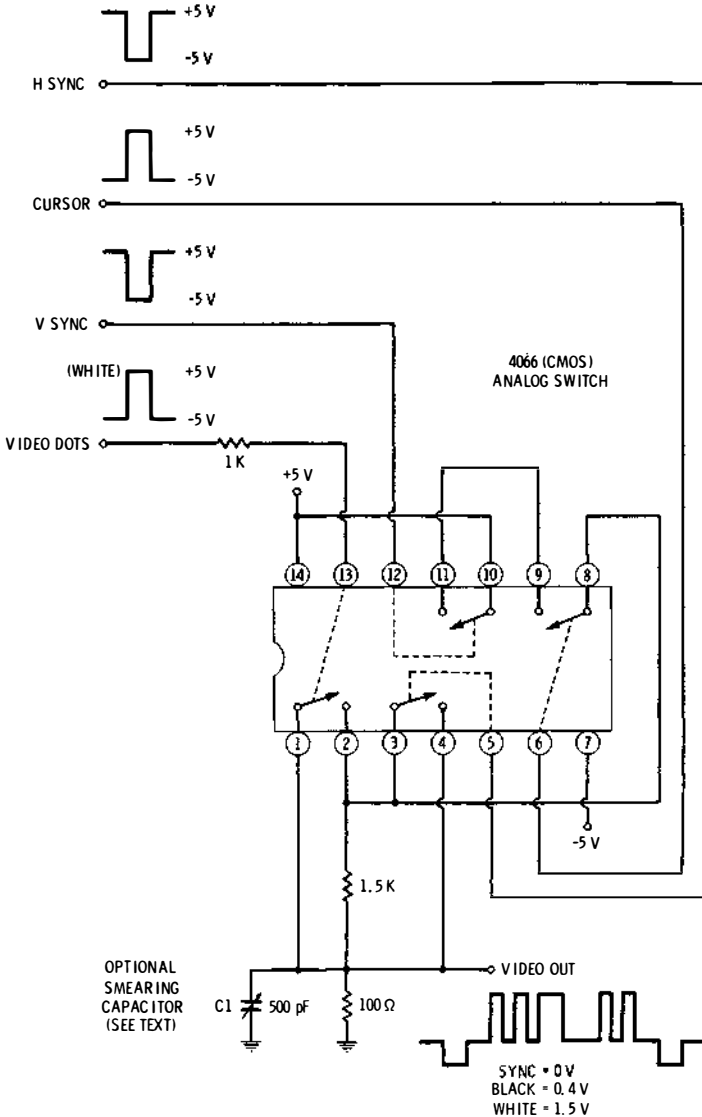 +5 V
-5 V
H SYNC
+5 V
-5 V
CURSOR
+5 V
-5 V
V SYNC
(WHITE)
+5 V
-5 V
VIDEO DOTS
1K
4066 (CMOS)
ANALOG SWITCH
+5 V
14 13 12 11 10 9 8
1 2 3 4 5 6 7
-5 V
1.5 K
OPTIONAL
SMEARING
CAPACITOR
(SEE TEXT)
C1
500 pF
100 Ω
VIDEO OUT
SYNC = 0 V
BLACK = 0.4 V
WHITE = 1.5 V